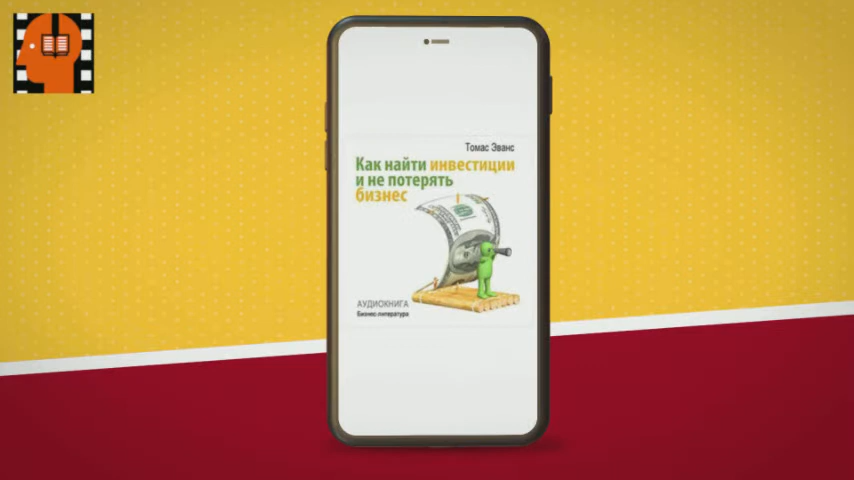 Томас Эванс
Как найти инвестиции
и не потерять
бизнес
АУДИОКНИГА
Бизнес литература